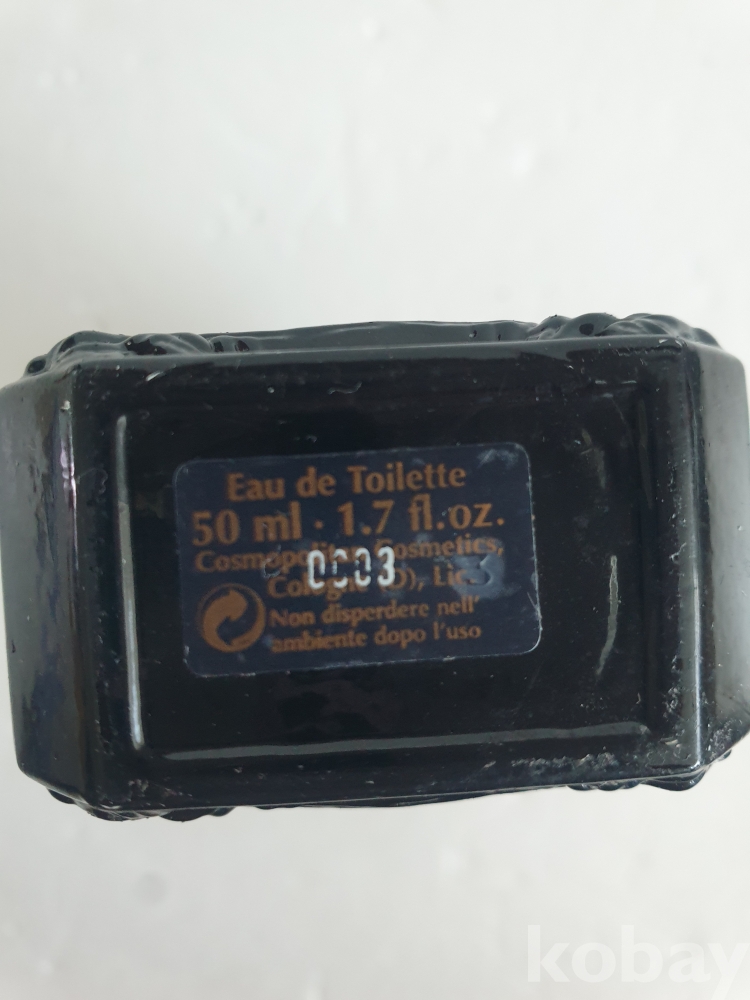 Eau de Toilette
50 ml · 1.7 fl.oz.
Cosmopolitan Cosmetics,
0003
Cologne (D), Lic.
Non disperdere nell'
ambiente dopo l'uso
kobay